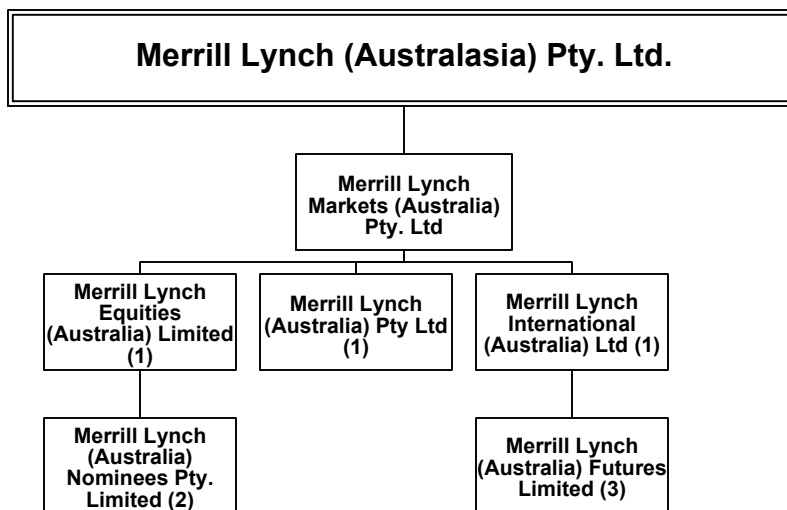 Merrill Lynch (Australasia) Pty. Ltd.
Merrill Lynch
Markets (Australia)
Pty. Ltd
Merrill Lynch
Equities
(Australia) Limited
(1)
Merrill Lynch
(Australia) Pty Ltd
(1)
Merrill Lynch
International
(Australia) Ltd (1)
Merrill Lynch
(Australia)
Nominees Pty.
Limited (2)
Merrill Lynch
(Australia) Futures
Limited (3)